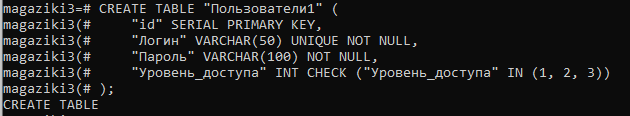 magaziki3=# CREATE TABLE "Пользователи1" (
magaziki3(#     "id" SERIAL PRIMARY KEY,
magaziki3(#     "Логин" VARCHAR(50) UNIQUE NOT NULL,
magaziki3(#     "Пароль" VARCHAR(100) NOT NULL,
magaziki3(#     "Уровень_доступа" INT CHECK ("Уровень_доступа" IN (1, 2, 3))
magaziki3(# );
CREATE TABLE